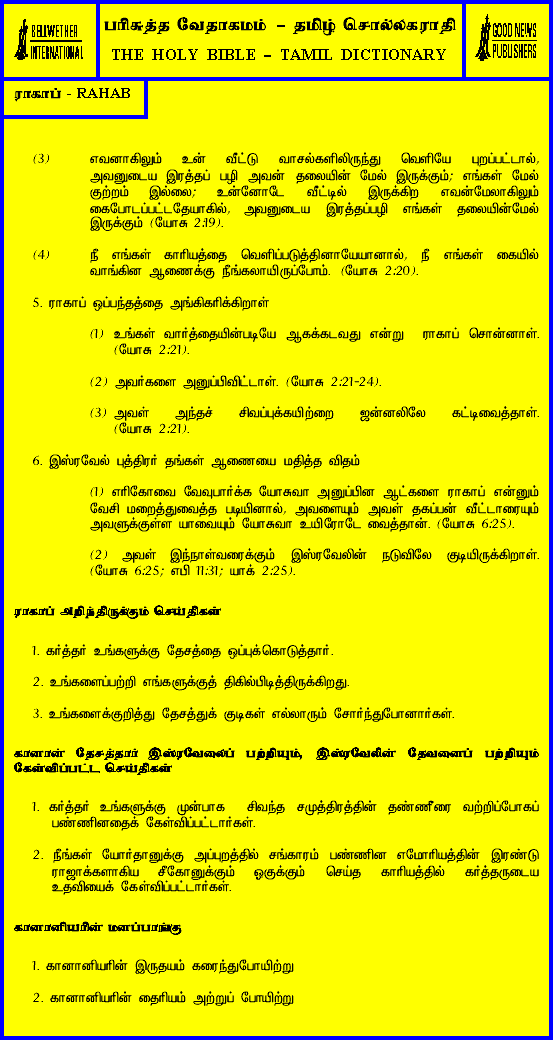 BELLWETHER
INTERNATIONAL
பரிசுத்த வேதாகமம் – தமிழ் சொல்லகராதி
THE HOLY BIBLE – TAMIL DICTIONARY
GOOD NEWS
PUBLISHERS
ராகாப் - RAHAB
(3) எவனாகிலும் உன் வீட்டு வாசல்களிலிருந்து வெளியே புறப்பட்டால்,
அவனுடைய இரத்தப் பழி அவன் தலையின் மேல் இருக்கும்; எங்கள் மேல்
குற்றம் இல்லை; உன்னோடே வீட்டில் இருக்கிற எவன்மேலாகிலும்
கைபோடப்பட்டதேயாகில், அவனுடைய இரத்தப்பழி எங்கள் தலையின்மேல்
இருக்கும் (யோசு 2:19).
(4) நீ எங்கள் காரியத்தை வெளிப்படுத்தினாயேயானால், நீ எங்கள் கையில்
வாங்கின ஆணைக்கு நீங்கலாயிருப்போம். (யோசு 2:20).
5. ராகாப் ஒப்பந்தத்தை அங்கிகரிக்கிறாள்
(1) உங்கள் வார்த்தையின்படியே ஆகக்கடவது என்று ராகாப் சொன்னாள்.
(யோசு 2:21).
(2) அவர்களை அனுப்பிவிட்டாள். (யோசு 2:21-24).
(3) அவள் அந்தச் சிவப்புக்கயிற்றை ஜன்னலிலே கட்டிவைத்தாள்.
(யோசு 2:21).
6. இஸ்ரவேல் புத்திரர் தங்கள் ஆணையை மதித்த விதம்
(1) எரிகோவை வேவுபார்க்க யோசுவா அனுப்பின ஆட்களை ராகாப் என்னும்
வேசி மறைத்துவைத்த படியினால், அவளையும் அவள் தகப்பன் வீட்டாரையும்
அவளுக்குள்ள யாவையும் யோசுவா உயிரோடே வைத்தான். (யோசு 6:25).
(2) அவள் இந்நாள்வரைக்கும் இஸ்ரவேலின் நடுவிலே குடியிருக்கிறாள்.
(யோசு 6:25; எபி 11:31; யாக் 2:25).
ராகாப் அறிந்திருக்கும் செய்திகள்
1. கர்த்தர் உங்களுக்கு தேசத்தை ஒப்புக்கொடுத்தார்.
2. உங்களைப்பற்றி எங்களுக்குத் திகில்பிடித்திருக்கிறது.
3. உங்களைக்குறித்து தேசத்துக் குடிகள் எல்லாரும் சோர்ந்துபோனார்கள்.
கானான் தேசத்தார் இஸ்ரவேலைப் பற்றியும், இஸ்ரவேலின் தேவனைப் பற்றியும்
கேள்விப்பட்ட செய்திகள்
1. கர்த்தர் உங்களுக்கு முன்பாக சிவந்த சமுத்திரத்தின் தண்ணீரை வற்றிப்போகப்
பண்ணினதைக் கேள்விப்பட்டார்கள்.
2. நீங்கள் யோர்தானுக்கு அப்புறத்தில் சங்காரம் பண்ணின எமோரியத்தின் இரண்டு
ராஜாக்களாகிய சீகோனுக்கும் ஓகுக்கும் செய்த காரியத்தில் கர்த்தருடைய
உதவியைக் கேள்விப்பட்டார்கள்.
கானானியரின் மனப்பாங்கு
1. கானானியரின் இருதயம் கரைந்துபோயிற்று
2. கானானியரின் தைரியம் அற்றுப் போயிற்று